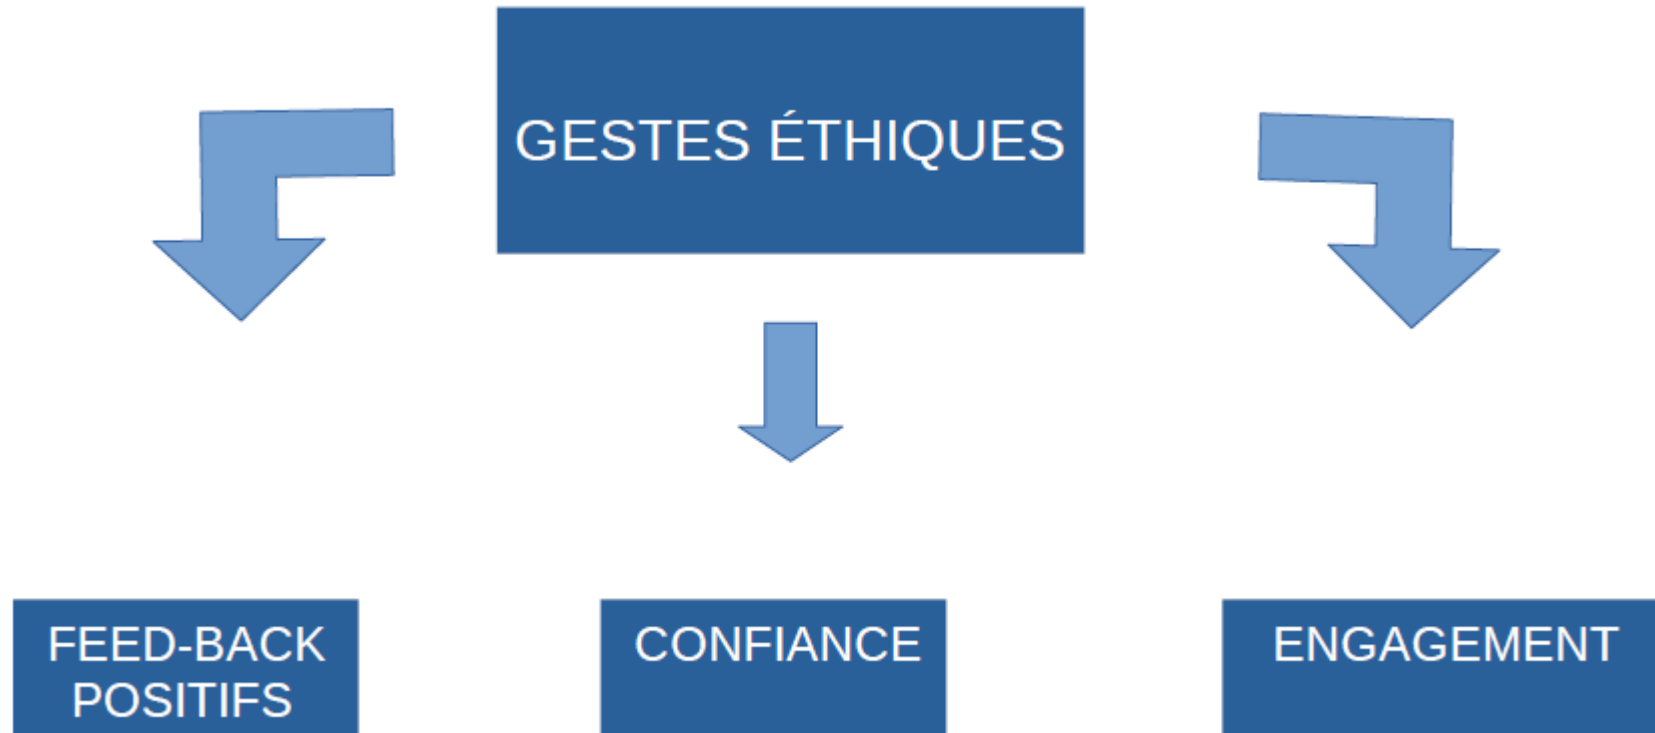 GESTES ÉTHIQUES
FEED-BACK
POSITIFS
CONFIANCE
ENGAGEMENT